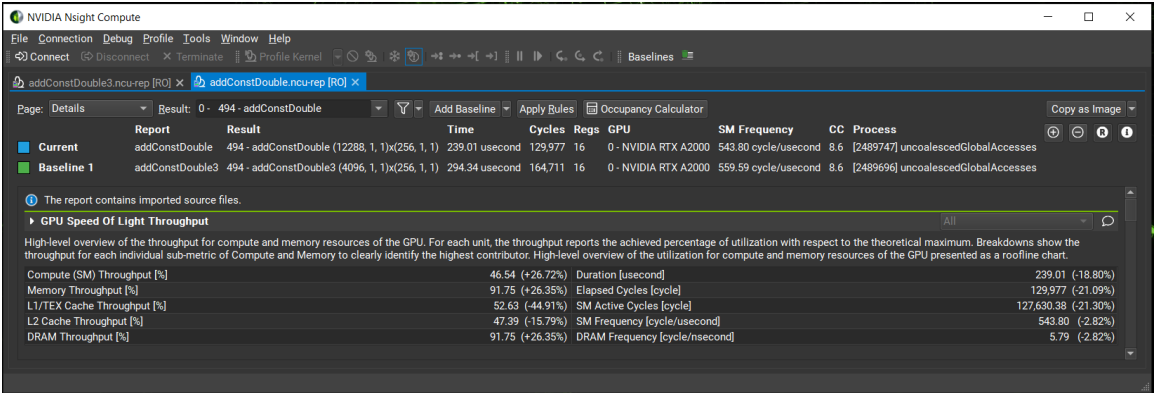 NVIDIA Nsight Compute
File Connection Debug Profile Tools Window Help
Connect Disconnect Terminate Profile Kernel Baselines
addConstDouble3.ncu-rep [RO] addConstDouble.ncu-rep [RO]
Page: Details Result: 0 - 494 - addConstDouble Add Baseline Apply Rules Occupancy Calculator Copy as Image
Report Result Time Cycles Regs GPU SM Frequency CC Process
Current addConstDouble 494 - addConstDouble (12288, 1, 1)x(256, 1, 1) 239.01 usecond 129,977 16 0 - NVIDIA RTX A2000 543.80 cycle/usecond 8.6 [2489747] uncoalescedGlobalAccesses
Baseline 1 addConstDouble3 494 - addConstDouble3 (4096, 1, 1)x(256, 1, 1) 294.34 usecond 164,711 16 0 - NVIDIA RTX A2000 559.59 cycle/usecond 8.6 [2489696] uncoalescedGlobalAccesses
The report contains imported source files.
GPU Speed Of Light Throughput All
High-level overview of the throughput for compute and memory resources of the GPU. For each unit, the throughput reports the achieved percentage of utilization with respect to the theoretical maximum. Breakdowns show the
throughput for each individual sub-metric of Compute and Memory to clearly identify the highest contributor. High-level overview of the utilization for compute and memory resources of the GPU presented as a roofline chart.
Compute (SM) Throughput [%] 46.54 (+26.72%) Duration [usecond] 239.01 (-18.80%)
Memory Throughput [%] 91.75 (+26.35%) Elapsed Cycles [cycle] 129,977 (-21.09%)
L1/TEX Cache Throughput [%] 52.63 (-44.91%) SM Active Cycles [cycle] 127,630.38 (-21.30%)
L2 Cache Throughput [%] 47.39 (-15.79%) SM Frequency [cycle/usecond] 543.80 (-2.82%)
DRAM Throughput [%] 91.75 (+26.35%) DRAM Frequency [cycle/nsecond] 5.79 (-2.82%)